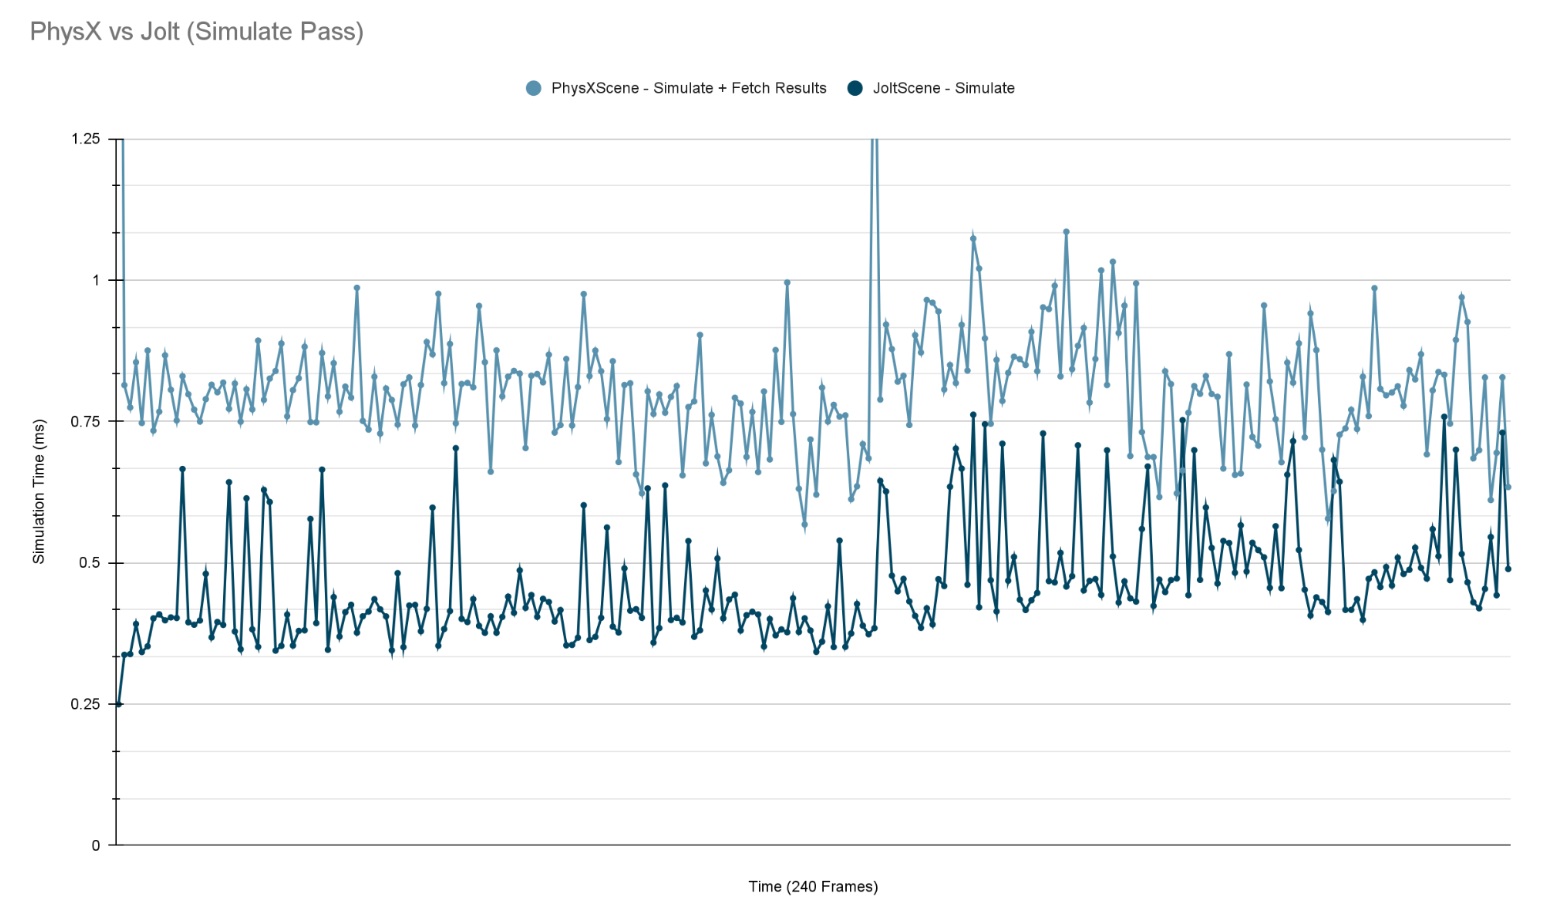 PhysX vs Jolt (Simulate Pass)
PhysXScene - Simulate + Fetch Results
JoltScene - Simulate
1.25
1
0.75
0.5
0.25
0
Simulation Time (ms)
Time (240 Frames)